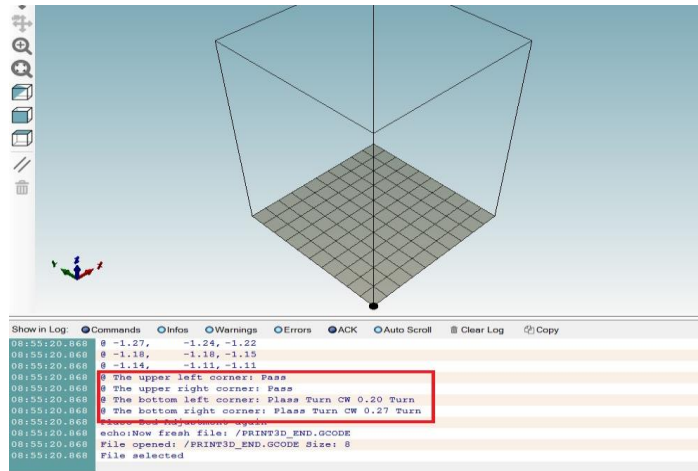 Show in Log: Commands Infos Warnings Errors ACK Auto Scroll Clear Log Copy
08:55:20.868 @ -1.27, -1.24, -1.22
08:55:20.868 @ -1.18, -1.18, -1.15
08:55:20.868 @ -1.14, -1.11, -1.11
08:55:20.868 @ The upper left corner: Pass
08:55:20.868 @ The upper right corner: Pass
08:55:20.868 @ The bottom left corner: Plass Turn CW 0.20 Turn
08:55:20.868 @ The bottom right corner: Plass Turn CW 0.27 Turn
08:55:20.868 Bed Adjustment again
08:55:20.868 echo:Now fresh file: /PRINT3D_END.GCODE
08:55:20.868 File opened: /PRINT3D_END.GCODE Size: 8
08:55:20.868 File selected